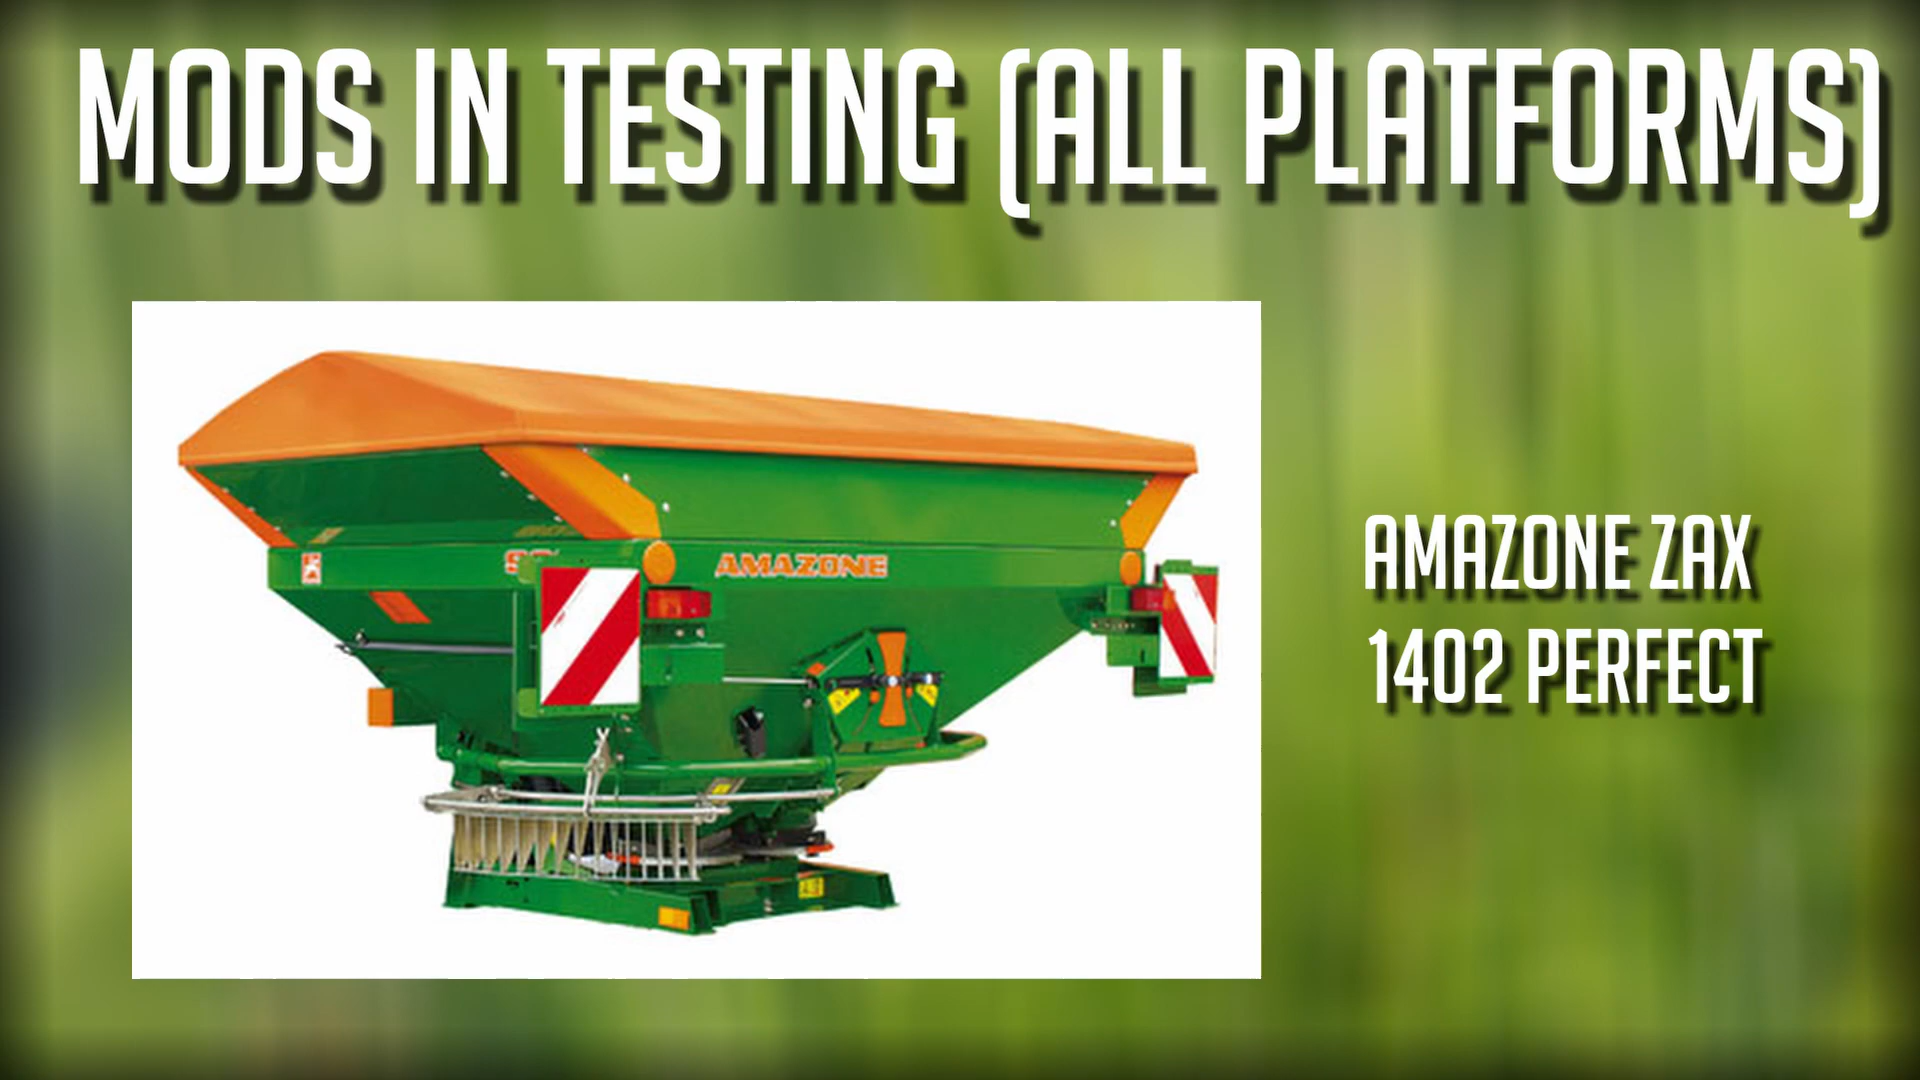 MODS IN TESTING (ALL PLATFORMS)
AMAZONE
AMAZONE ZAX
1402 PERFECT